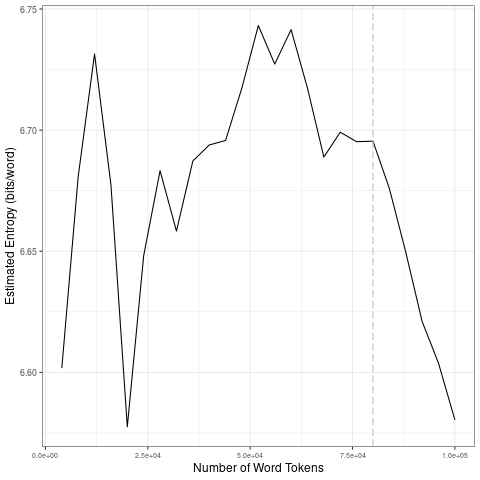 6.75
6.70
6.65
6.60
Estimated Entropy (bits/word)
0.0e+00 2.5e+04 5.0e+04 7.5e+04 1.0e+05
Number of Word Tokens